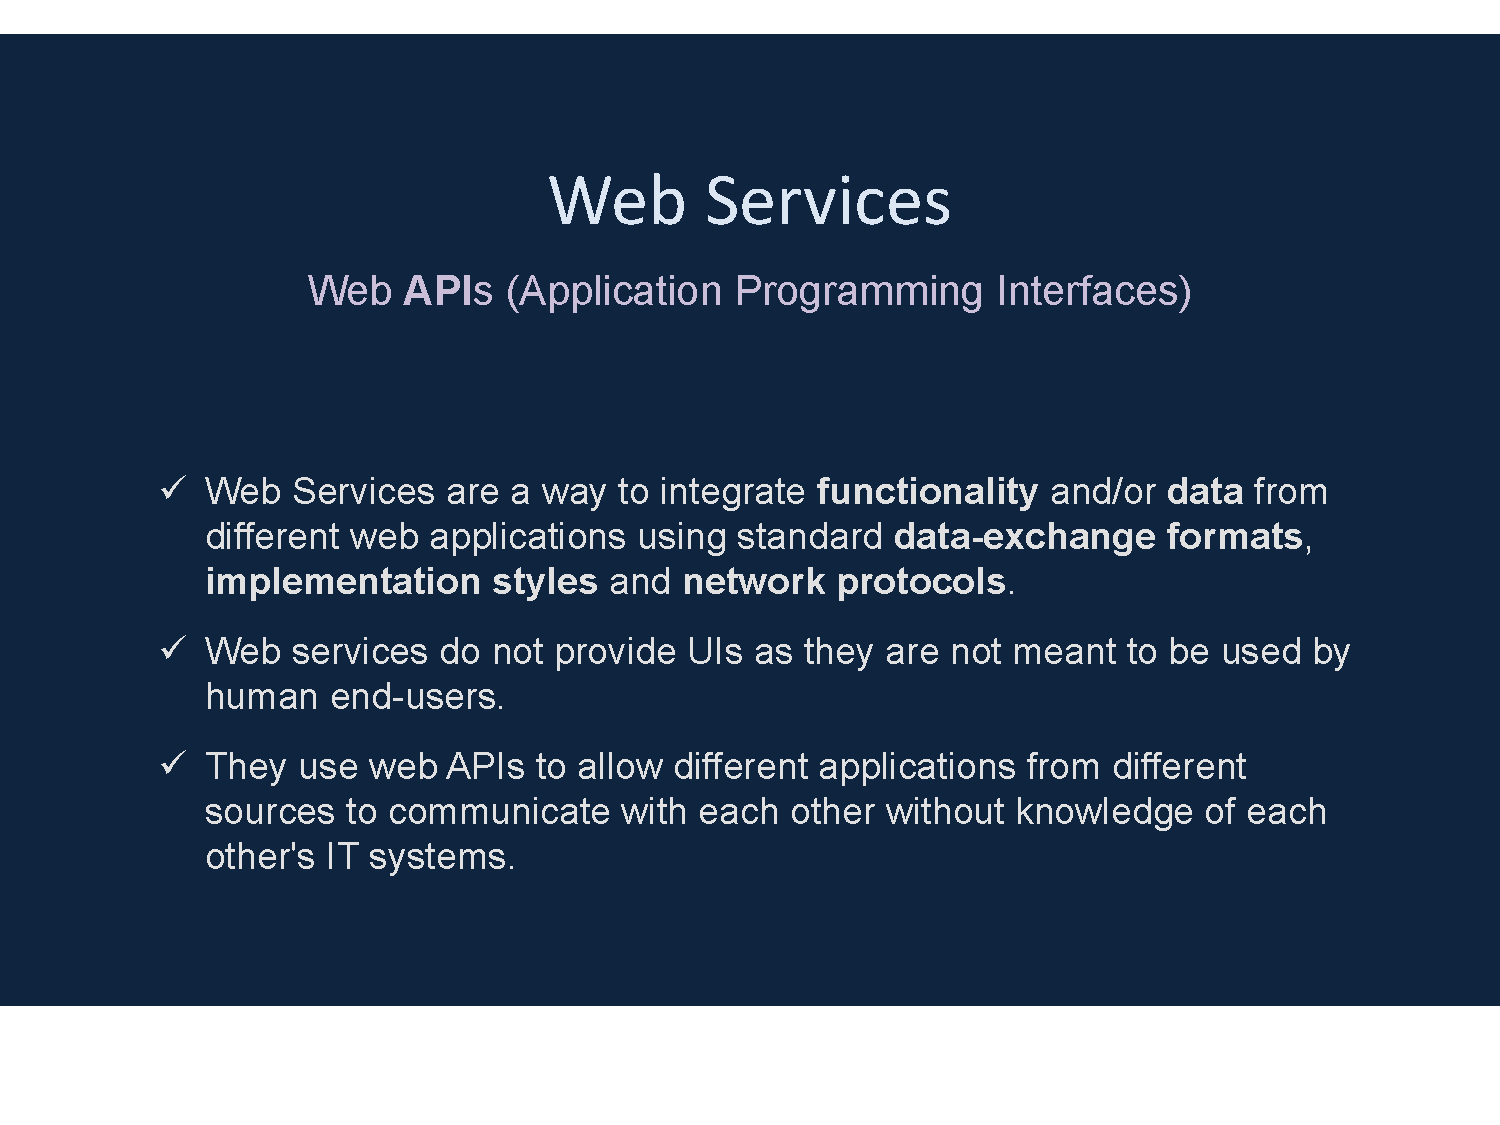 Web Services
Web APIs (Application Programming Interfaces)
✓ Web Services are a way to integrate functionality and/or data from
different web applications using standard data-exchange formats,
implementation styles and network protocols.
✓ Web services do not provide UIs as they are not meant to be used by
human end-users.
✓ They use web APIs to allow different applications from different
sources to communicate with each other without knowledge of each
other's IT systems.